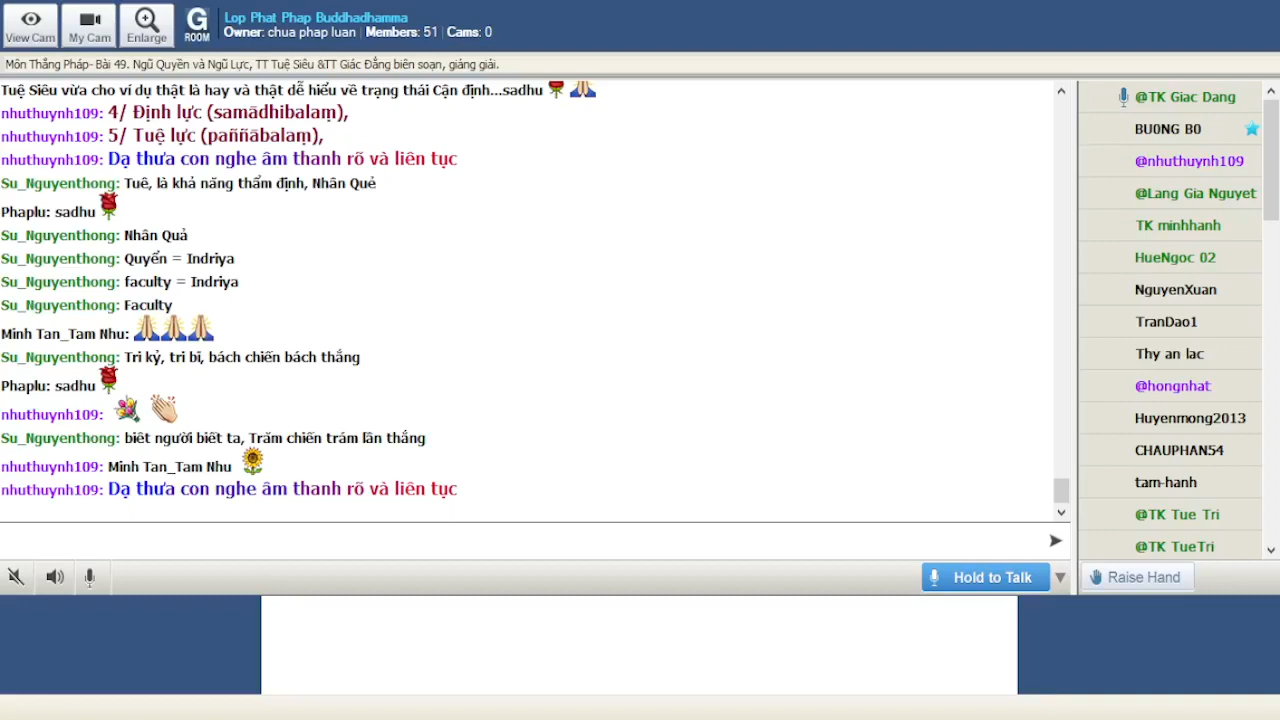 View Cam
My Cam
Enlarge
G
ROOM
Lop Phat Phap Buddhadhamma
Owner: chua phap luan | Members: 51 | Cams: 0
Môn Thắng Pháp- Bài 49. Ngũ Quyền và Ngũ Lực, TT Tuệ Siêu &TT Giác Đẳng biên soạn, giảng giải.
Tuệ Siêu vừa cho ví dụ thật là hay và thật dễ hiểu về trạng thái Cận định...sadhu
nhuthuynh109: 4/ Định lực (samādhibalaṃ),
nhuthuynh109: 5/ Tuệ lực (paññābalaṃ),
nhuthuynh109: Dạ thưa con nghe âm thanh rõ và liên tục
Su_Nguyenthong: Tuê, là khả năng thẩm định, Nhân Quẻ
Phaplu: sadhu
Su_Nguyenthong: Nhân Quả
Su_Nguyenthong: Quyển = Indriya
Su_Nguyenthong: faculty = Indriya
Su_Nguyenthong: Faculty
Minh Tan_Tam Nhu:
Su_Nguyenthong: Tri kỷ, tri bĩ, bách chiến bách thắng
Phaplu: sadhu
nhuthuynh109:
Su_Nguyenthong: biêt người biết ta, Trăm chiến trám lân thắng
nhuthuynh109: Minh Tan_Tam Nhu
nhuthuynh109: Dạ thưa con nghe âm thanh rõ và liên tục
Hold to Talk
@TK Giac Dang
BU0NG B0
@nhuthuynh109
@Lang Gia Nguyet
TK minhhanh
HueNgoc 02
NguyenXuan
TranDao1
Thy an lac
@hongnhat
Huyenmong2013
CHAUPHAN54
tam-hanh
@TK Tue Tri
@TK TueTri
Raise Hand